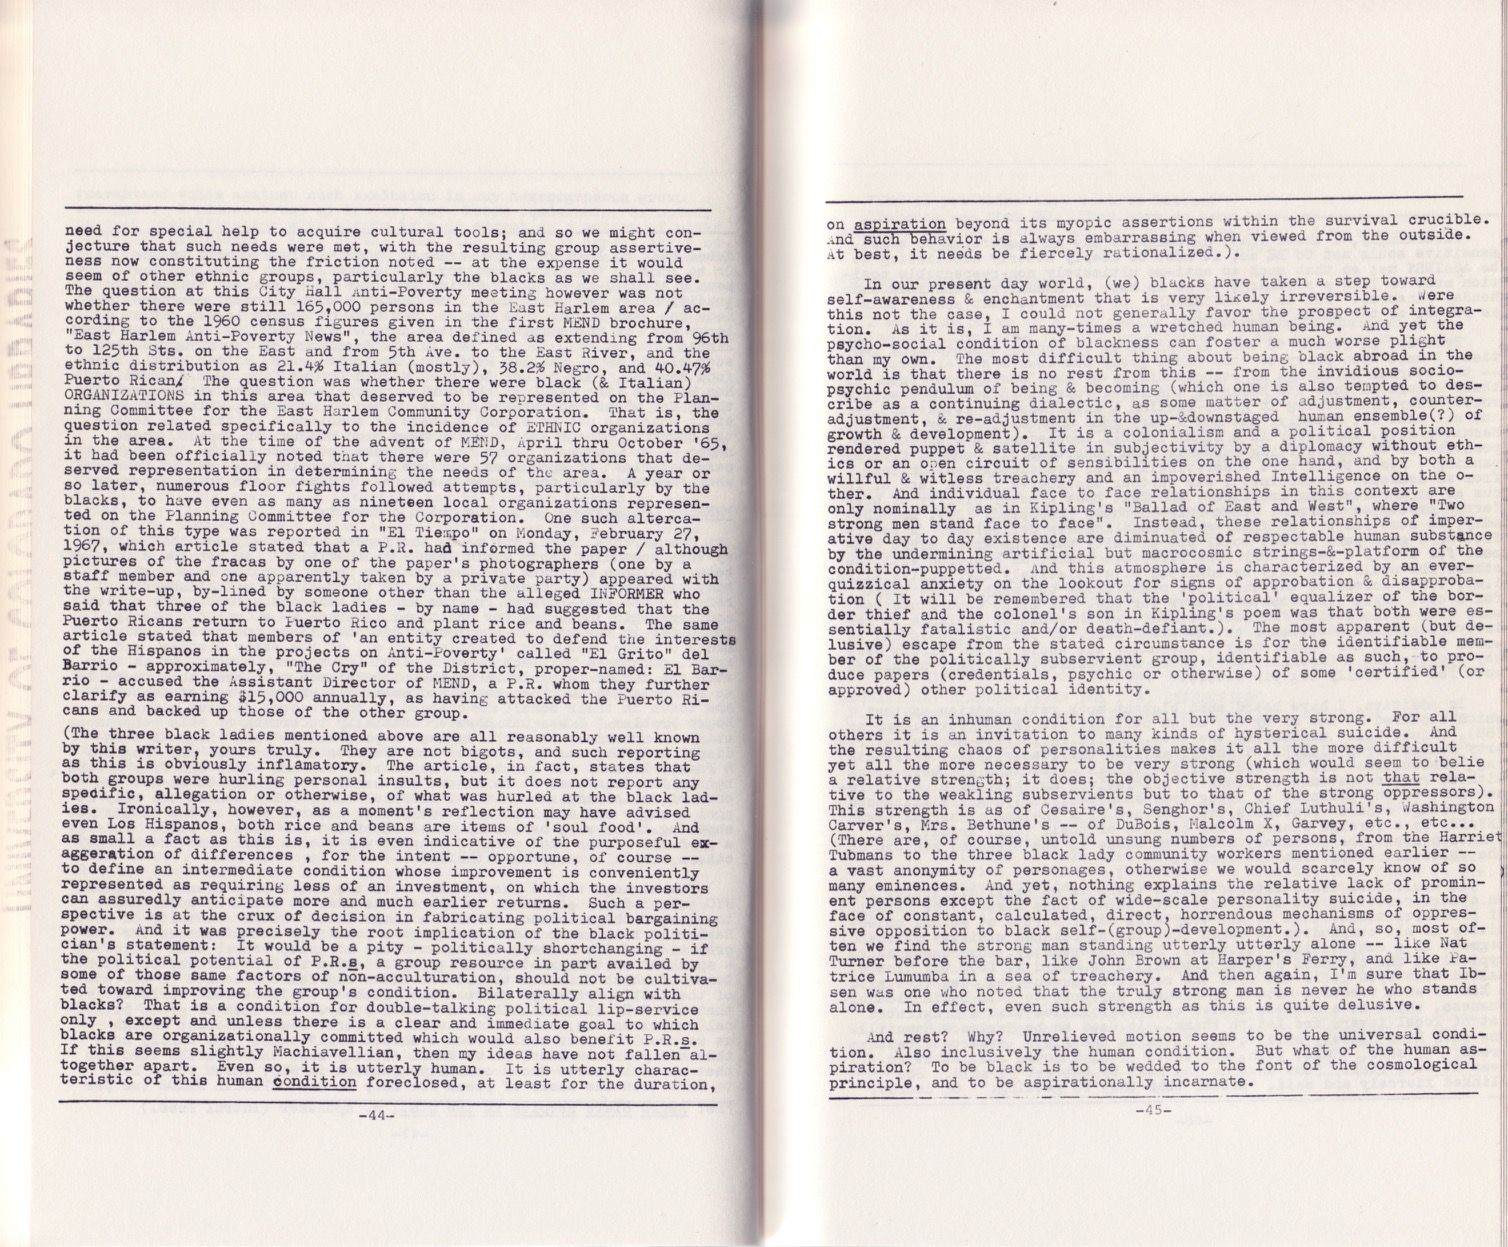 need for special help to acquire cultural tools; and so we might con-
jecture that such needs were met, with the resulting group assertive-
ness now constituting the friction noted -- at the expense it would
seem of other ethnic groups, particularly the blacks as we shall see.
The question at this City Hall Anti-Poverty meeting however was not
whether there were still 165,000 persons in the East Harlem area / ac-
cording to the 1960 census figures given in the first MEND brochure,
"East Harlem Anti-Poverty News", the area defined as extending from 96th
to 125th Sts. on the East and from 5th Ave. to the East River, and the
ethnic distribution as 21.4% Italian (mostly), 38.2% Negro, and 40.47%
Puerto Rican/ The question was whether there were black (& Italian)
ORGANIZATIONS in this area that deserved to be represented on the Plan-
ning Committee for the East Harlem Community Corporation. That is, the
question related specifically to the incidence of ETHNIC organizations
in the area. At the time of the advent of MEND, April thru October '65,
it had been officially noted that there were 57 organizations that de-
served representation in determining the needs of the area. A year or
so later, numerous floor fights followed attempts, particularly by the
blacks, to have even as many as nineteen local organizations represen-
ted on the Planning Committee for the Corporation. One such alterca-
tion of this type was reported in "El Tiempo" on Monday, February 27,
1967, which article stated that a P.R. had informed the paper / although
pictures of the fracas by one of the paper's photographers (one by a
staff member and one apparently taken by a private party) appeared with
the write-up, by-lined by someone other than the alleged INFORMER who
said that three of the black ladies - by name - had suggested that the
Puerto Ricans return to Puerto Rico and plant rice and beans. The same
article stated that members of 'an entity created to defend the interests
of the Hispanos in the projects on Anti-Poverty' called "El Grito" del
Barrio - approximately, "The Cry" of the District, proper-named: El Bar-
rio - accused the Assistant Director of MEND, a P.R. whom they further
clarify as earning $15,000 annually, as having attacked the Puerto Ri-
cans and backed up those of the other group.
(The three black ladies mentioned above are all reasonably well known
by this writer, yours truly. They are not bigots, and such reporting
as this is obviously inflamatory. The article, in fact, states that
both groups were hurling personal insults, but it does not report any
specific, allegation or otherwise, of what was hurled at the black lad-
ies. Ironically, however, as a moment's reflection may have advised
even Los Hispanos, both rice and beans are items of 'soul food'. And
as small a fact as this is, it is even indicative of the purposeful ex-
aggeration of differences , for the intent -- opportune, of course --
to define an intermediate condition whose improvement is conveniently
represented as requiring less of an investment, on which the investors
can assuredly anticipate more and much earlier returns. Such a per-
spective is at the crux of decision in fabricating political bargaining
power. And it was precisely the root implication of the black politi-
cian's statement: It would be a pity - politically shortchanging - if
the political potential of P.R.s, a group resource in part availed by
some of those same factors of non-acculturation, should not be cultiva-
ted toward improving the group's condition. Bilaterally align with
blacks? That is a condition for double-talking political lip-service
only , except and unless there is a clear and immediate goal to which
blacks are organizationally committed which would also benefit P.R.s.
If this seems slightly Machiavellian, then my ideas have not fallen al-
together apart. Even so, it is utterly human. It is utterly charac-
teristic of this human condition foreclosed, at least for the duration,
-44-
on aspiration beyond its myopic assertions within the survival crucible.
And such behavior is always embarrassing when viewed from the outside.
At best, it needs be fiercely rationalized.).
In our present day world, (we) blacks have taken a step toward
self-awareness & enchantment that is very likely irreversible. Were
this not the case, I could not generally favor the prospect of integra-
tion. As it is, I am many-times a wretched human being. And yet the
psycho-social condition of blackness can foster a much worse plight
than my own. The most difficult thing about being black abroad in the
world is that there is no rest from this -- from the invidious socio-
psychic pendulum of being & becoming (which one is also tempted to des-
cribe as a continuing dialectic, as some matter of adjustment, counter-
adjustment, & re-adjustment in the up-&downstaged human ensemble(?) of
growth & development). It is a colonialism and a political position
rendered puppet & satellite in subjectivity by a diplomacy without eth-
ics or an open circuit of sensibilities on the one hand, and by both a
willful & witless treachery and an impoverished Intelligence on the o-
ther. And individual face to face relationships in this context are
only nominally as in Kipling's "Ballad of East and West", where "Two
strong men stand face to face". Instead, these relationships of imper-
ative day to day existence are diminuated of respectable human substance
by the undermining artificial but macrocosmic strings-&-platform of the
condition-puppetted. And this atmosphere is characterized by an ever-
quizzical anxiety on the lookout for signs of approbation & disapproba-
tion ( It will be remembered that the 'political' equalizer of the bor-
der thief and the colonel's son in Kipling's poem was that both were es-
sentially fatalistic and/or death-defiant.). The most apparent (but de-
lusive) escape from the stated circumstance is for the identifiable mem-
ber of the politically subservient group, identifiable as such, to pro-
duce papers (credentials, psychic or otherwise) of some 'certified' (or
approved) other political identity.
It is an inhuman condition for all but the very strong. For all
others it is an invitation to many kinds of hysterical suicide. And
the resulting chaos of personalities makes it all the more difficult
yet all the more necessary to be very strong (which would seem to belie
a relative strength; it does; the objective strength is not that rela-
tive to the weakling subservients but to that of the strong oppressors).
This strength is as of Cesaire's, Senghor's, Chief Luthuli's, Washington
Carver's, Mrs. Bethune's -- of DuBois, Malcolm X, Garvey, etc., etc...
(There are, of course, untold unsung numbers of persons, from the Harriet
Tubmans to the three black lady community workers mentioned earlier --
a vast anonymity of personages, otherwise we would scarcely know of so
many eminences. And yet, nothing explains the relative lack of promin-
ent persons except the fact of wide-scale personality suicide, in the
face of constant, calculated, direct, horrendous mechanisms of oppres-
sive opposition to black self-(group)-development.). And, so, most of-
ten we find the strong man standing utterly utterly alone -- like Nat
Turner before the bar, like John Brown at Harper's Ferry, and like Pa-
trice Lumumba in a sea of treachery. And then again, I'm sure that Ib-
sen was one who noted that the truly strong man is never he who stands
alone. In effect, even such strength as this is quite delusive.
And rest? Why? Unrelieved motion seems to be the universal condi-
tion. Also inclusively the human condition. But what of the human as-
piration? To be black is to be wedded to the font of the cosmological
principle, and to be aspirationally incarnate.
-45-